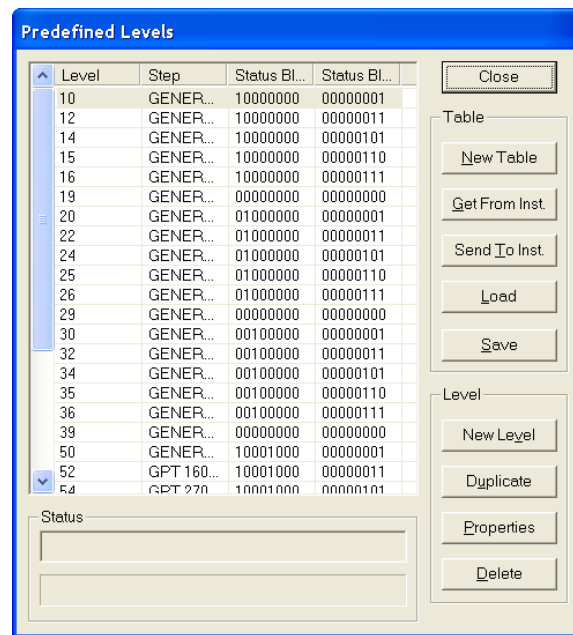 Predefined Levels
Level Step Status Bl... Status Bl...
10 GENER... 10000000 00000001
12 GENER... 10000000 00000011
14 GENER... 10000000 00000101
15 GENER... 10000000 00000110
16 GENER... 10000000 00000111
19 GENER... 00000000 00000000
20 GENER... 01000000 00000001
22 GENER... 01000000 00000011
24 GENER... 01000000 00000101
25 GENER... 01000000 00000110
26 GENER... 01000000 00000111
29 GENER... 00000000 00000000
30 GENER... 00100000 00000001
32 GENER... 00100000 00000011
34 GENER... 00100000 00000101
35 GENER... 00100000 00000110
36 GENER... 00100000 00000111
39 GENER... 00000000 00000000
50 GENER... 10001000 00000001
52 GPT 160... 10001000 00000011
54 GPT 270... 10001000 00000101
Status
Close
Table
New Table
Get From Inst.
Send To Inst.
Load
Save
Level
New Level
Duplicate
Properties
Delete